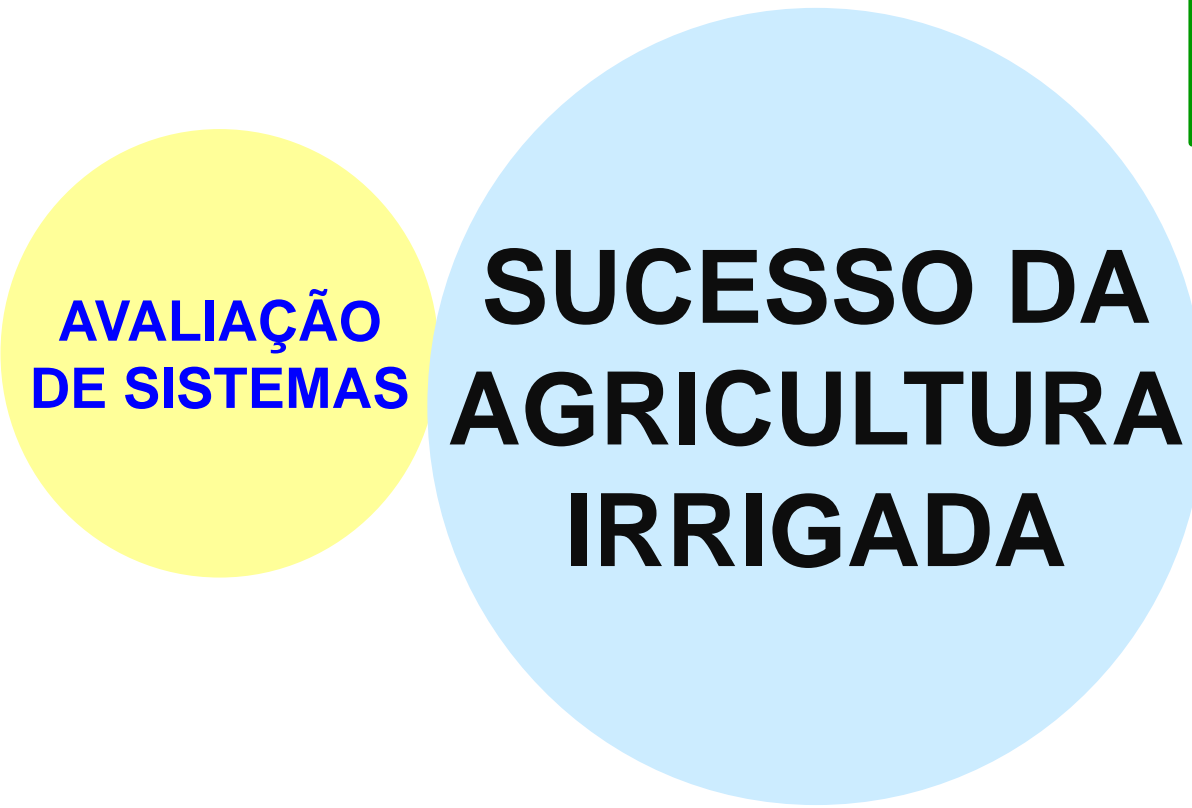 AVALIAÇÃO
DE SISTEMAS
SUCESSO DA
AGRICULTURA
IRRIGADA